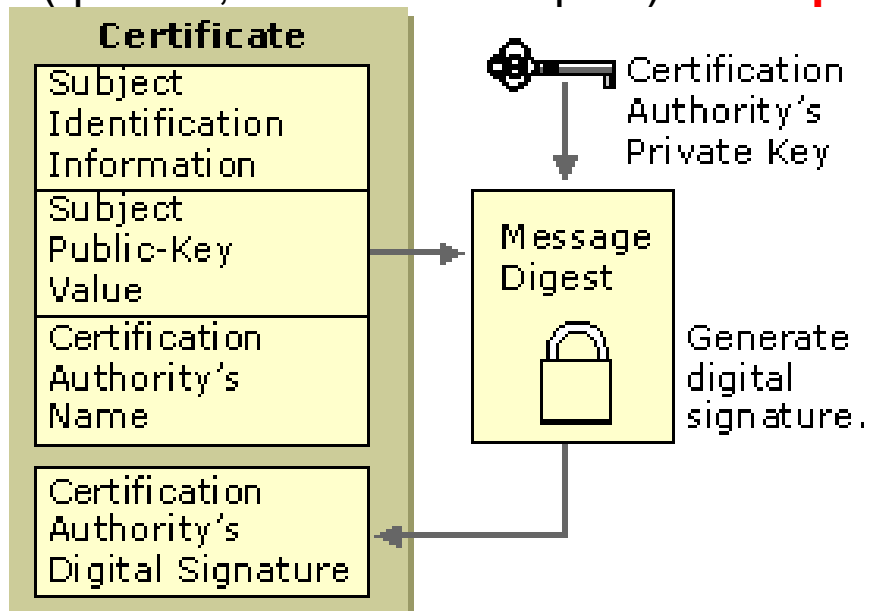 Certificate
Subject
Identification
Information
Subject
Public-Key
Value
Certification
Authority's
Name
Certification
Authority's
Digital Signature
Certification
Authority's
Private Key
Message
Digest
Generate
digital
signature.